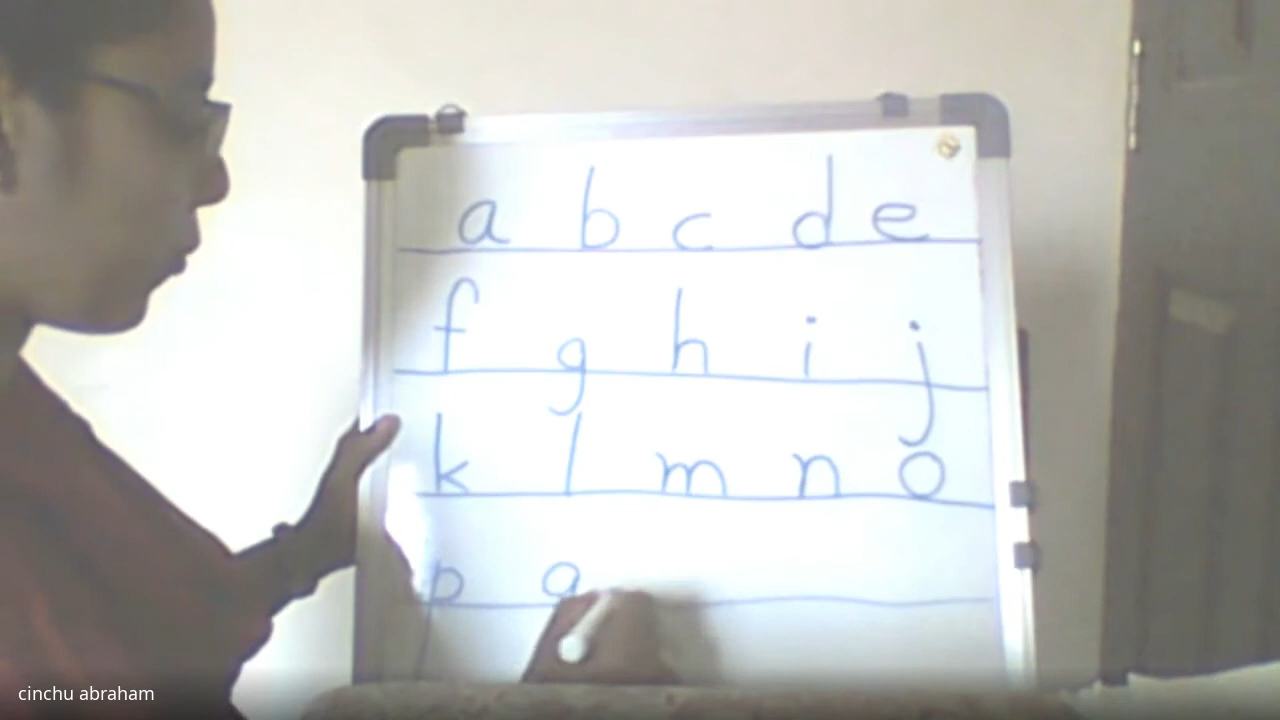 a b c d e
f g h i j
k l m n o
p q
cinchu abraham